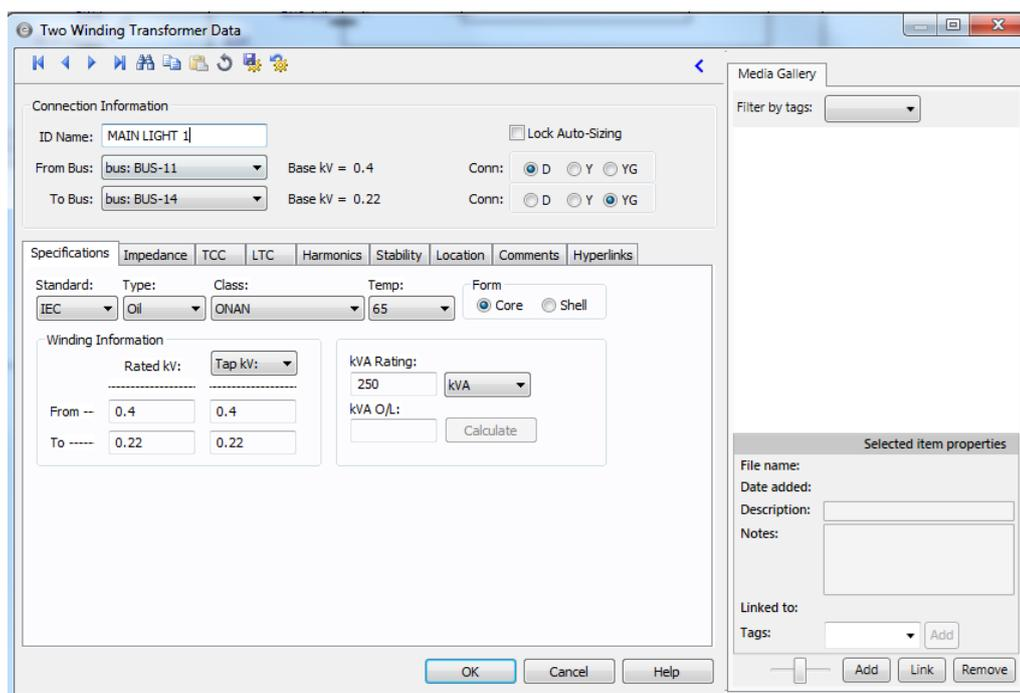 Two Winding Transformer Data
Connection Information
ID Name: MAIN LIGHT 1
Lock Auto-Sizing
From Bus: bus: BUS-11 Base kV = 0.4 Conn: D Y YG
To Bus: bus: BUS-14 Base kV = 0.22 Conn: D Y YG
Specifications Impedance TCC LTC Harmonics Stability Location Comments Hyperlinks
Standard: Type: Class: Temp: Form
IEC Oil ONAN 65 Core Shell
Winding Information
Rated kV: Tap kV:
From -- 0.4 0.4
To ----- 0.22 0.22
kVA Rating:
250 kVA
kVA O/L:
Calculate
OK Cancel Help
Media Gallery
Filter by tags:
Selected item properties
File name:
Date added:
Description:
Notes:
Linked to:
Tags: Add
Add Link Remove